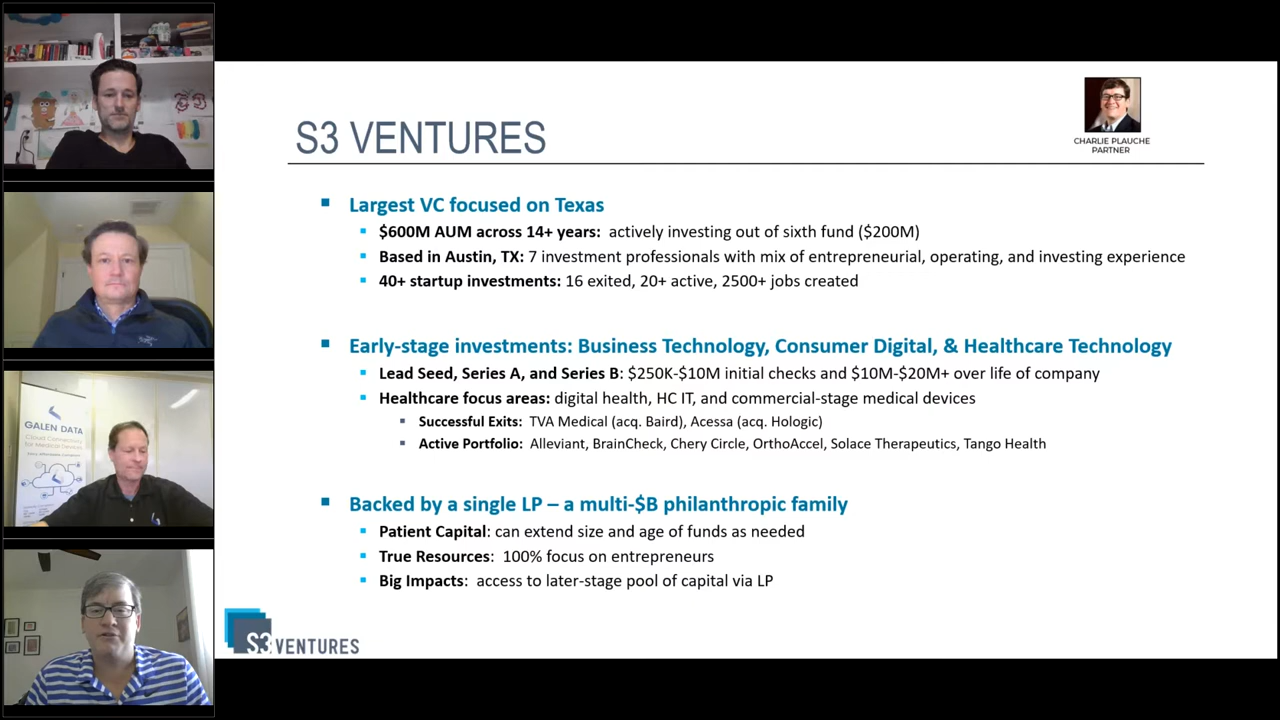 S3 VENTURES
CHARLIE PLAUCHE
PARTNER
Largest VC focused on Texas
$600M AUM across 14+ years: actively investing out of sixth fund ($200M)
Based in Austin, TX: 7 investment professionals with mix of entrepreneurial, operating, and investing experience
40+ startup investments: 16 exited, 20+ active, 2500+ jobs created
Early-stage investments: Business Technology, Consumer Digital, & Healthcare Technology
Lead Seed, Series A, and Series B: $250K-$10M initial checks and $10M-$20M+ over life of company
Healthcare focus areas: digital health, HC IT, and commercial-stage medical devices
Successful Exits: TVA Medical (acq. Baird), Acessa (acq. Hologic)
Active Portfolio: Alleviant, BrainCheck, Chery Circle, OrthoAccel, Solace Therapeutics, Tango Health
Backed by a single LP – a multi-$B philanthropic family
Patient Capital: can extend size and age of funds as needed
True Resources: 100% focus on entrepreneurs
Big Impacts: access to later-stage pool of capital via LP
S3 VENTURES
GALEN DATA
Cloud Connectivity
for Medical Devices